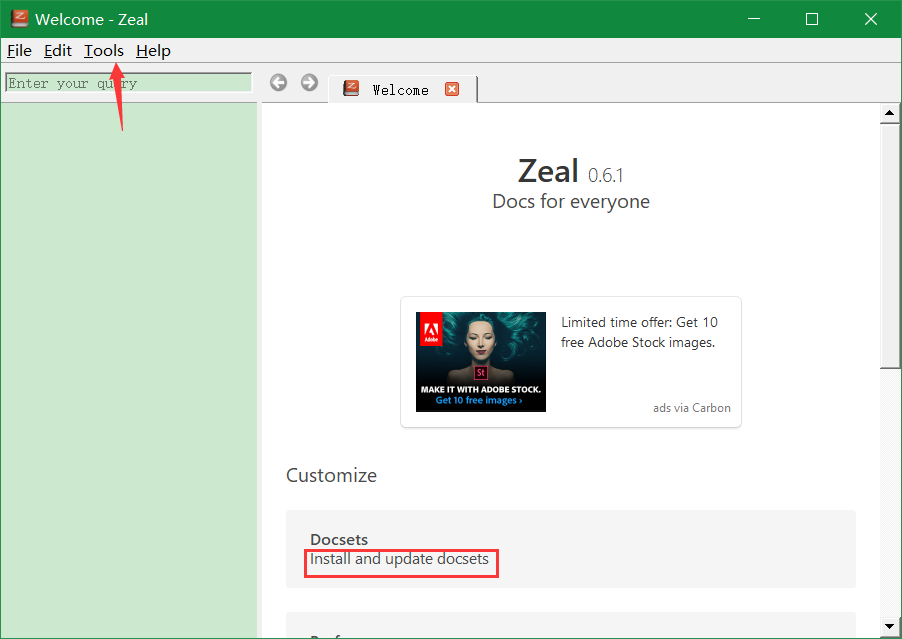 Welcome - Zeal
File Edit Tools Help
Enter your query
Welcome
Zeal 0.6.1
Docs for everyone
Limited time offer: Get 10
free Adobe Stock images.
Adobe
St
MAKE IT WITH ADOBE STOCK.
Get 10 free images ›
ads via Carbon
Customize
Docsets
Install and update docsets